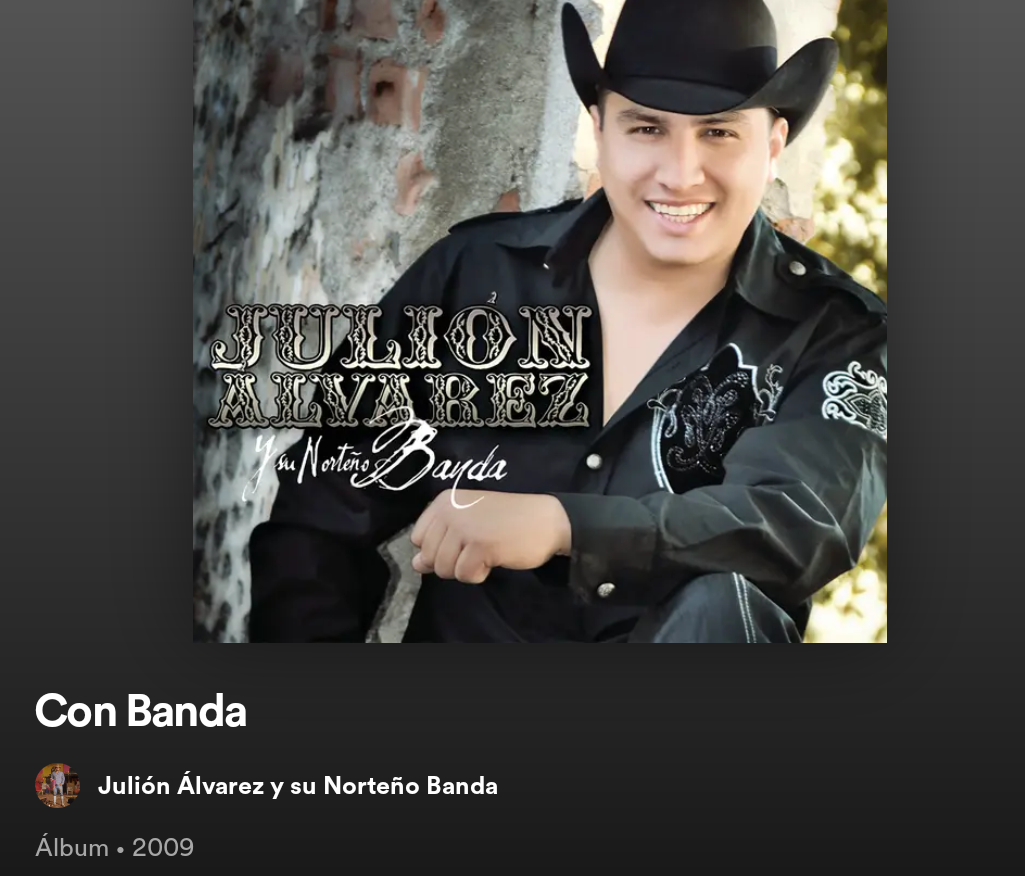 JULIÓN
ALVAREZ
y su Norteño Banda
Con Banda
Julión Álvarez y su Norteño Banda
Álbum • 2009